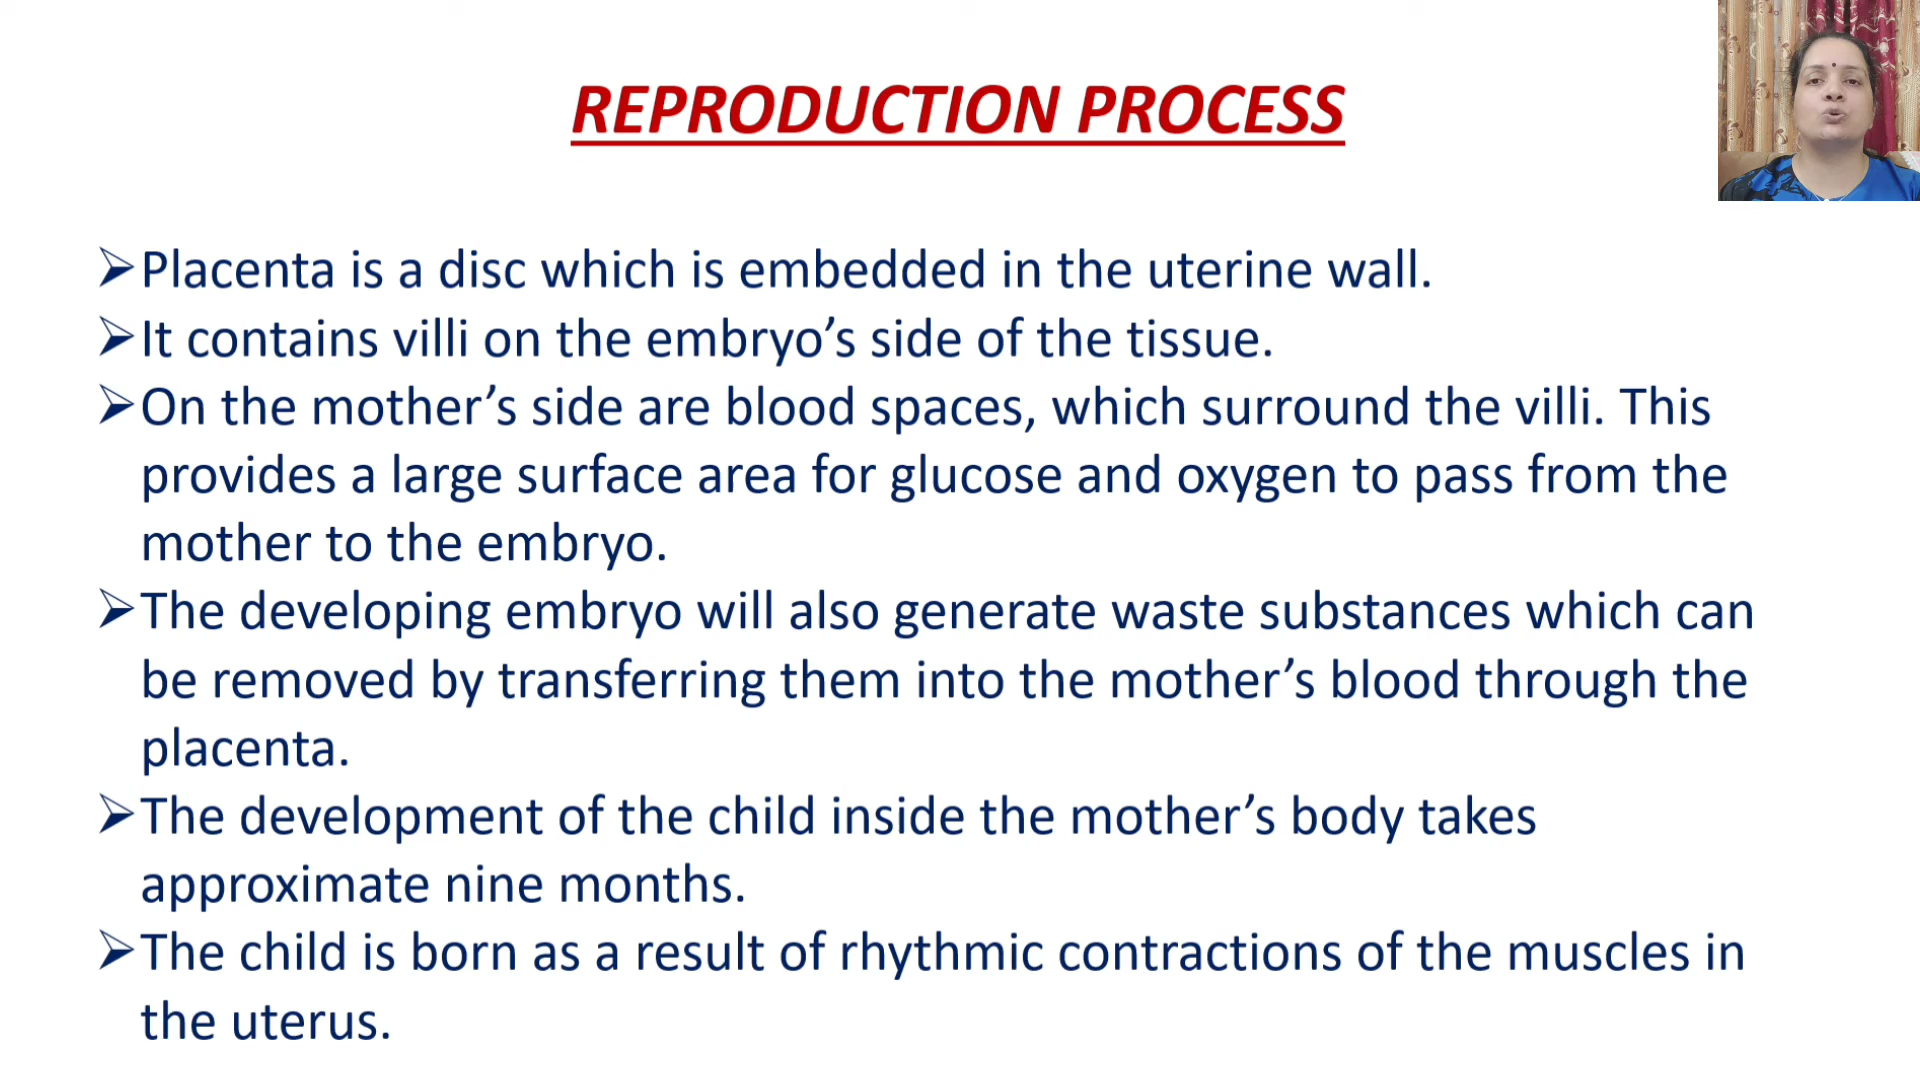 REPRODUCTION PROCESS
➢Placenta is a disc which is embedded in the uterine wall.
➢It contains villi on the embryo’s side of the tissue.
➢On the mother’s side are blood spaces, which surround the villi. This
provides a large surface area for glucose and oxygen to pass from the
mother to the embryo.
➢The developing embryo will also generate waste substances which can
be removed by transferring them into the mother’s blood through the
placenta.
➢The development of the child inside the mother’s body takes
approximate nine months.
➢The child is born as a result of rhythmic contractions of the muscles in
the uterus.